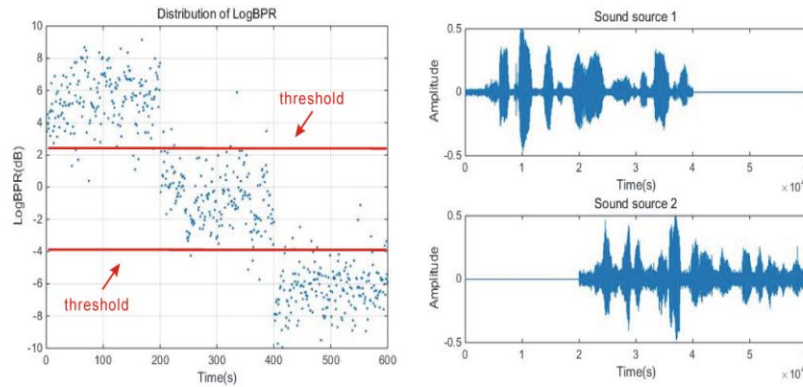 Distribution of LogBPR
10
8
6
4
2
0
-2
-4
-6
-8
-10
LogBPR(dB)
threshold
threshold
0 100 200 300 400 500 600
Time(s)
Sound source 1
0.5
0
-0.5
Amplitude
0 1 2 3 4 5
Time(s)
× 10
Sound source 2
0.5
0
-0.5
Amplitude
0 1 2 3 4 5
Time(s)
× 10